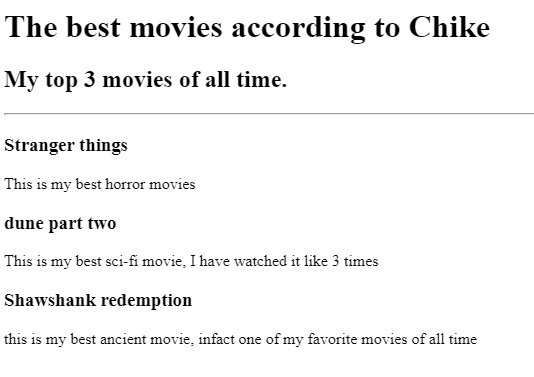 The best movies according to Chike
My top 3 movies of all time.
Stranger things
This is my best horror movies
dune part two
This is my best sci-fi movie, I have watched it like 3 times
Shawshank redemption
this is my best ancient movie, infact one of my favorite movies of all time